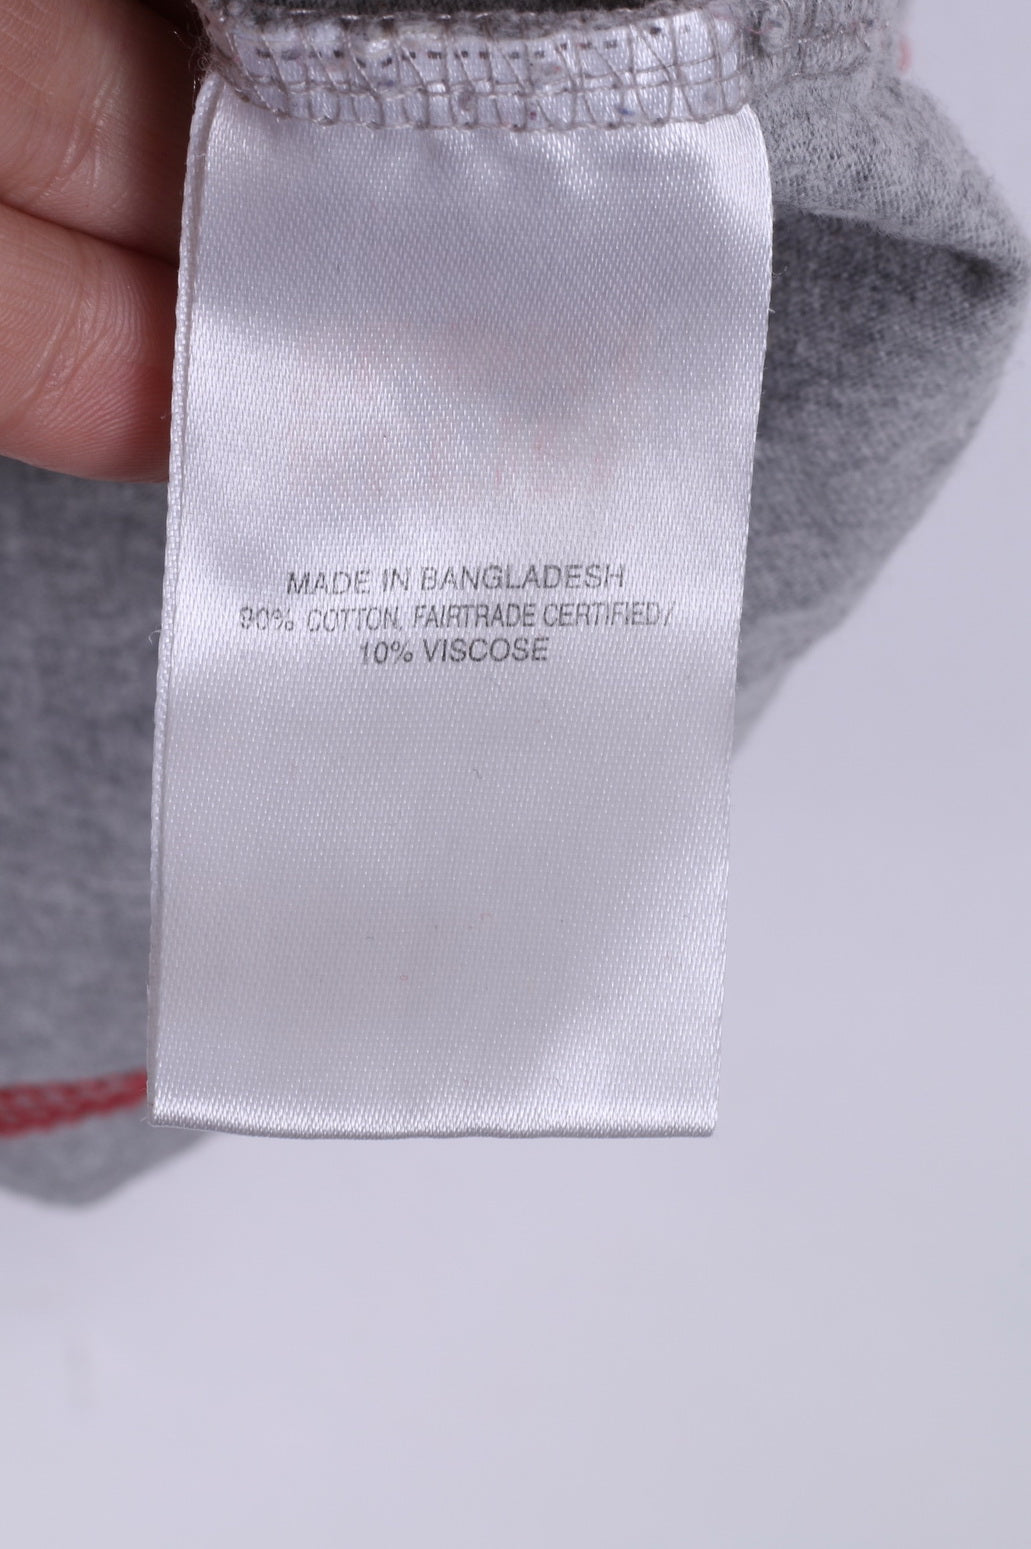 MADE IN BANGLADESH
90% COTTON, FAIRTRADE CERTIFIED/
10% VISCOSE